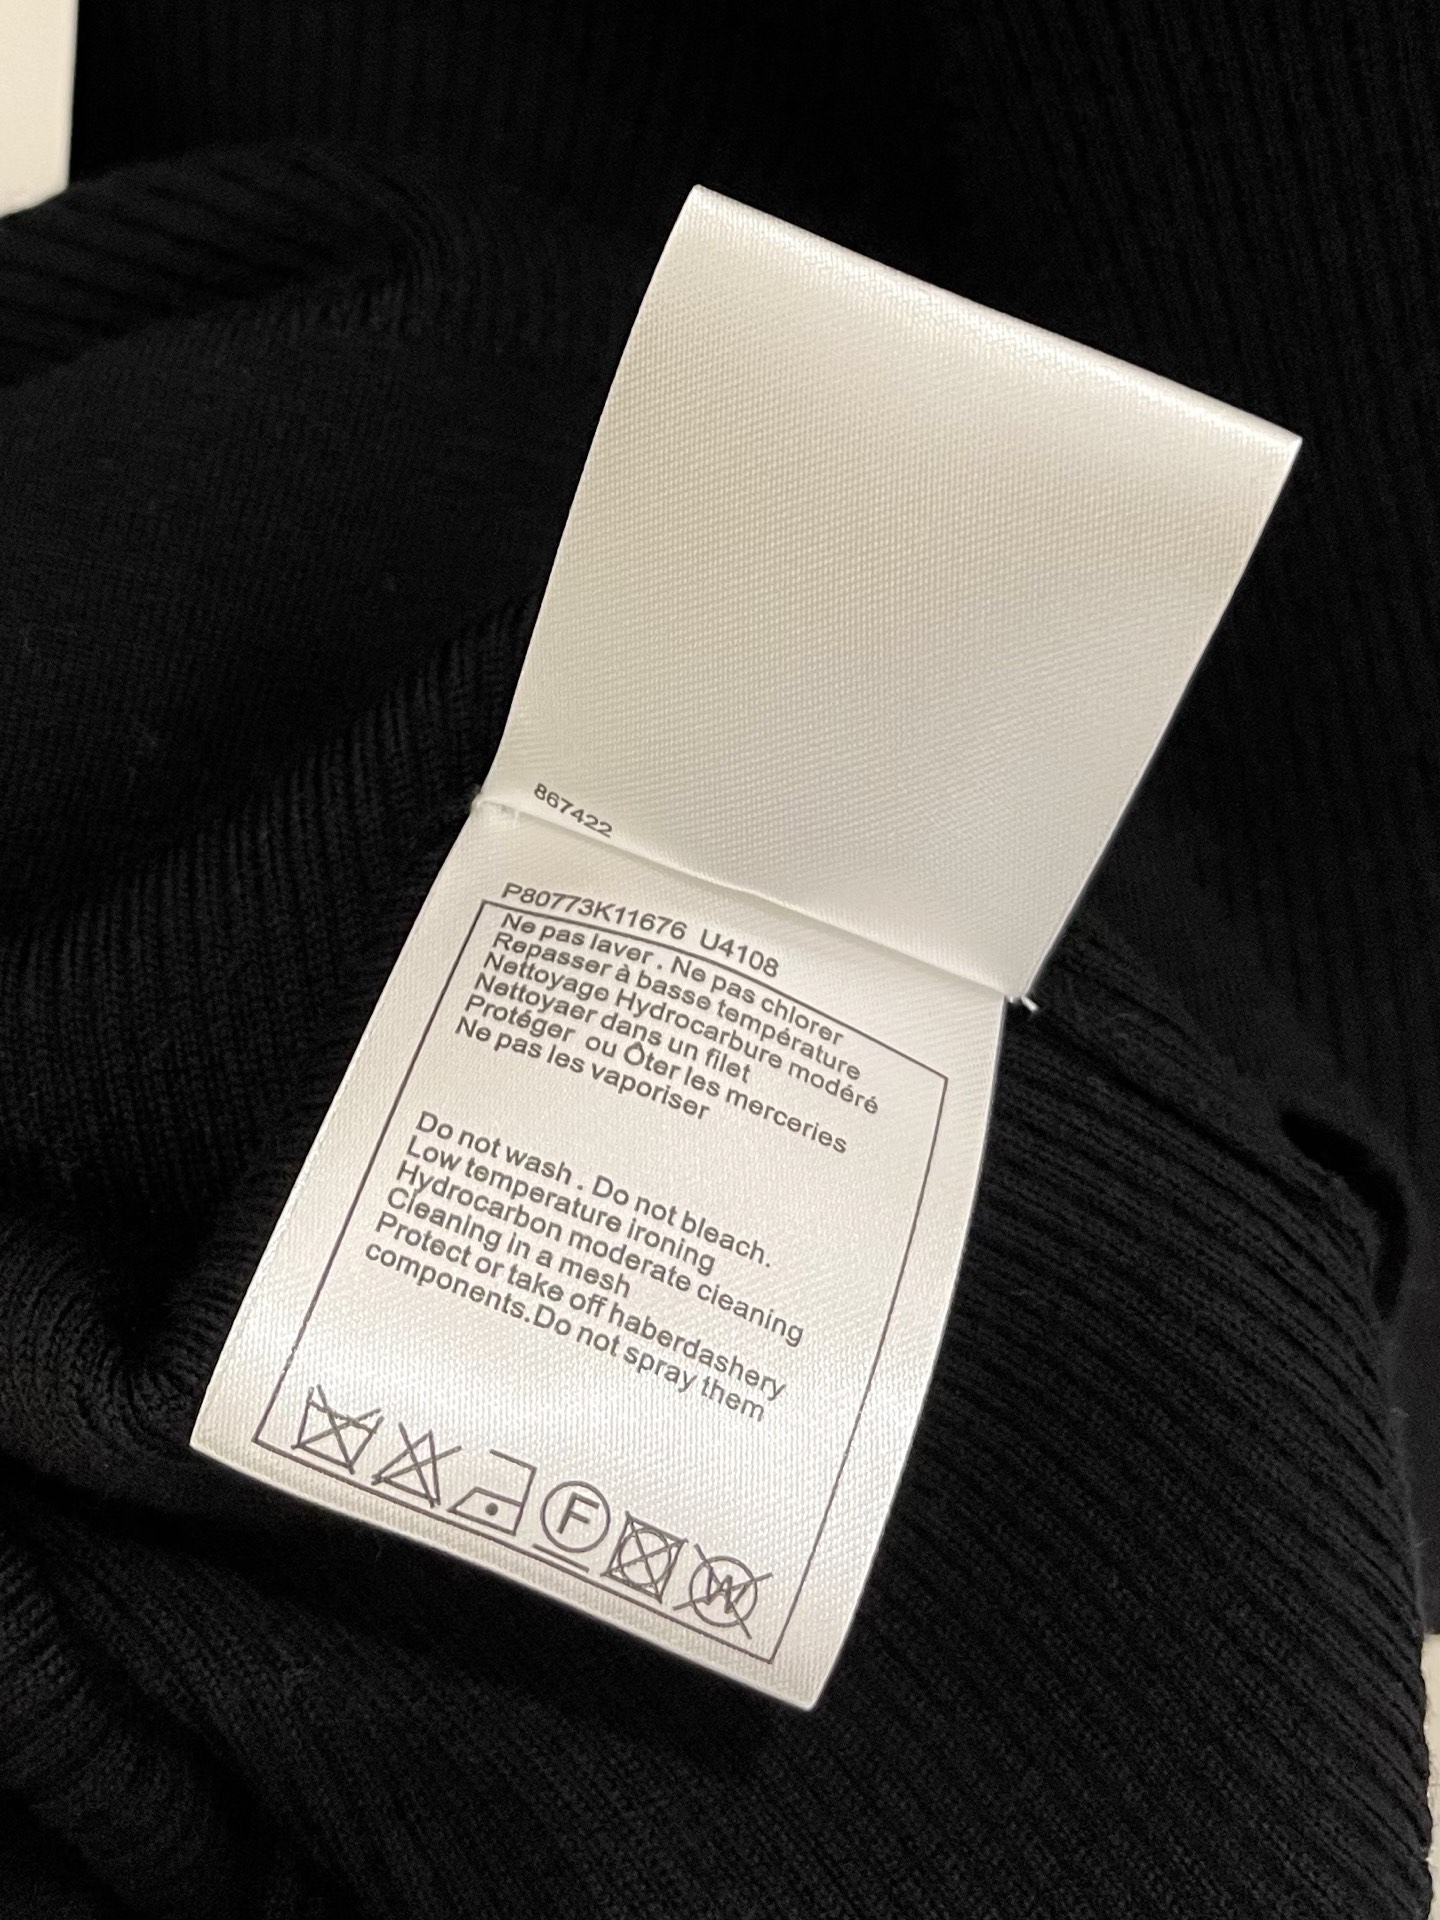 867422
P80773K11676 U4108
Ne pas laver . Ne pas chlorer
Repasser à basse température
Nettoyage Hydrocarbure modéré
Nettoyaer dans un filet
Protéger ou Ôter les merceries
Ne pas les vaporiser
Do not wash . Do not bleach.
Low temperature ironing
Hydrocarbon moderate cleaning
Cleaning in a mesh
Protect or take off haberdashery
components.Do not spray them
F W